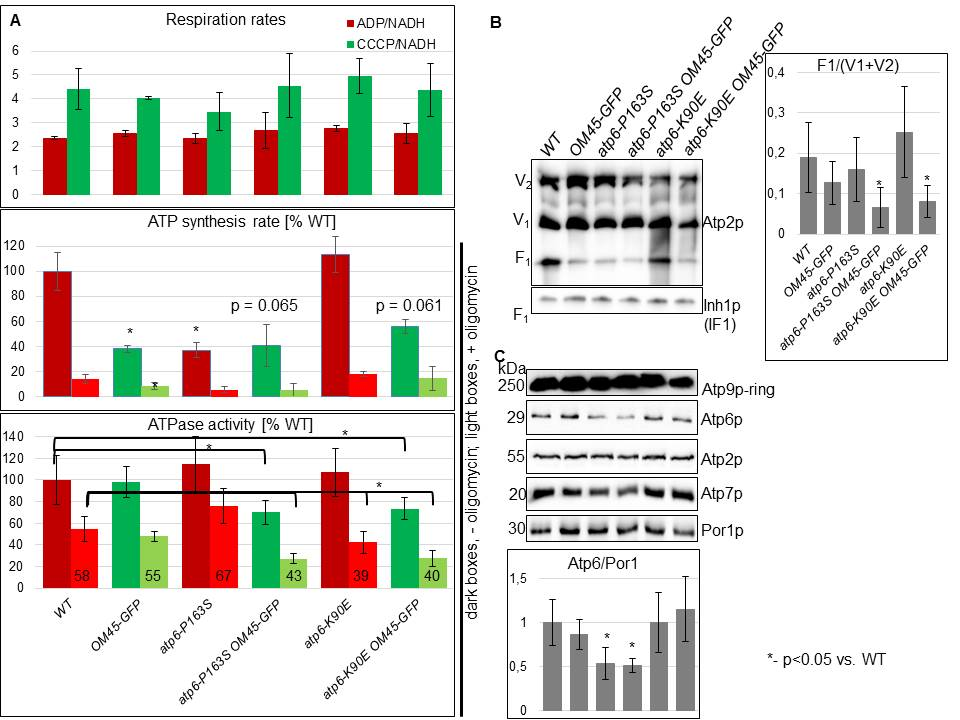 A
Respiration rates
ADP/NADH
CCCP/NADH
6
5
4
3
2
1
0
ATP synthesis rate [% WT]
120
100
80
60
40
20
0
*
*
*
p = 0.065
p = 0.061
ATPase activity [% WT]
140
120
100
80
60
40
20
0
*
*
*
58
55
67
43
39
40
WT
OM45-GFP
atp6-P163S
atp6-P163S OM45-GFP
atp6-K90E
atp6-K90E OM45-GFP
dark boxes, - oligomycin; light boxes, + oligomycin
B
WT
OM45-GFP
atp6-P163S
atp6-P163S OM45-GFP
atp6-K90E
atp6-K90E OM45-GFP
V2
V1
F1
Atp2p
F1
Inh1p
(IF1)
F1/(V1+V2)
0,4
0,3
0,2
0,1
0
*
*
WT
OM45-GFP
atp6-P163S
atp6-P163S OM45-GFP
atp6-K90E
atp6-K90E OM45-GFP
C
kDa
250
Atp9p-ring
29
Atp6p
55
Atp2p
20
Atp7p
30
Por1p
Atp6/Por1
1,5
1
0,5
0
*
*
*- p<0.05 vs. WT